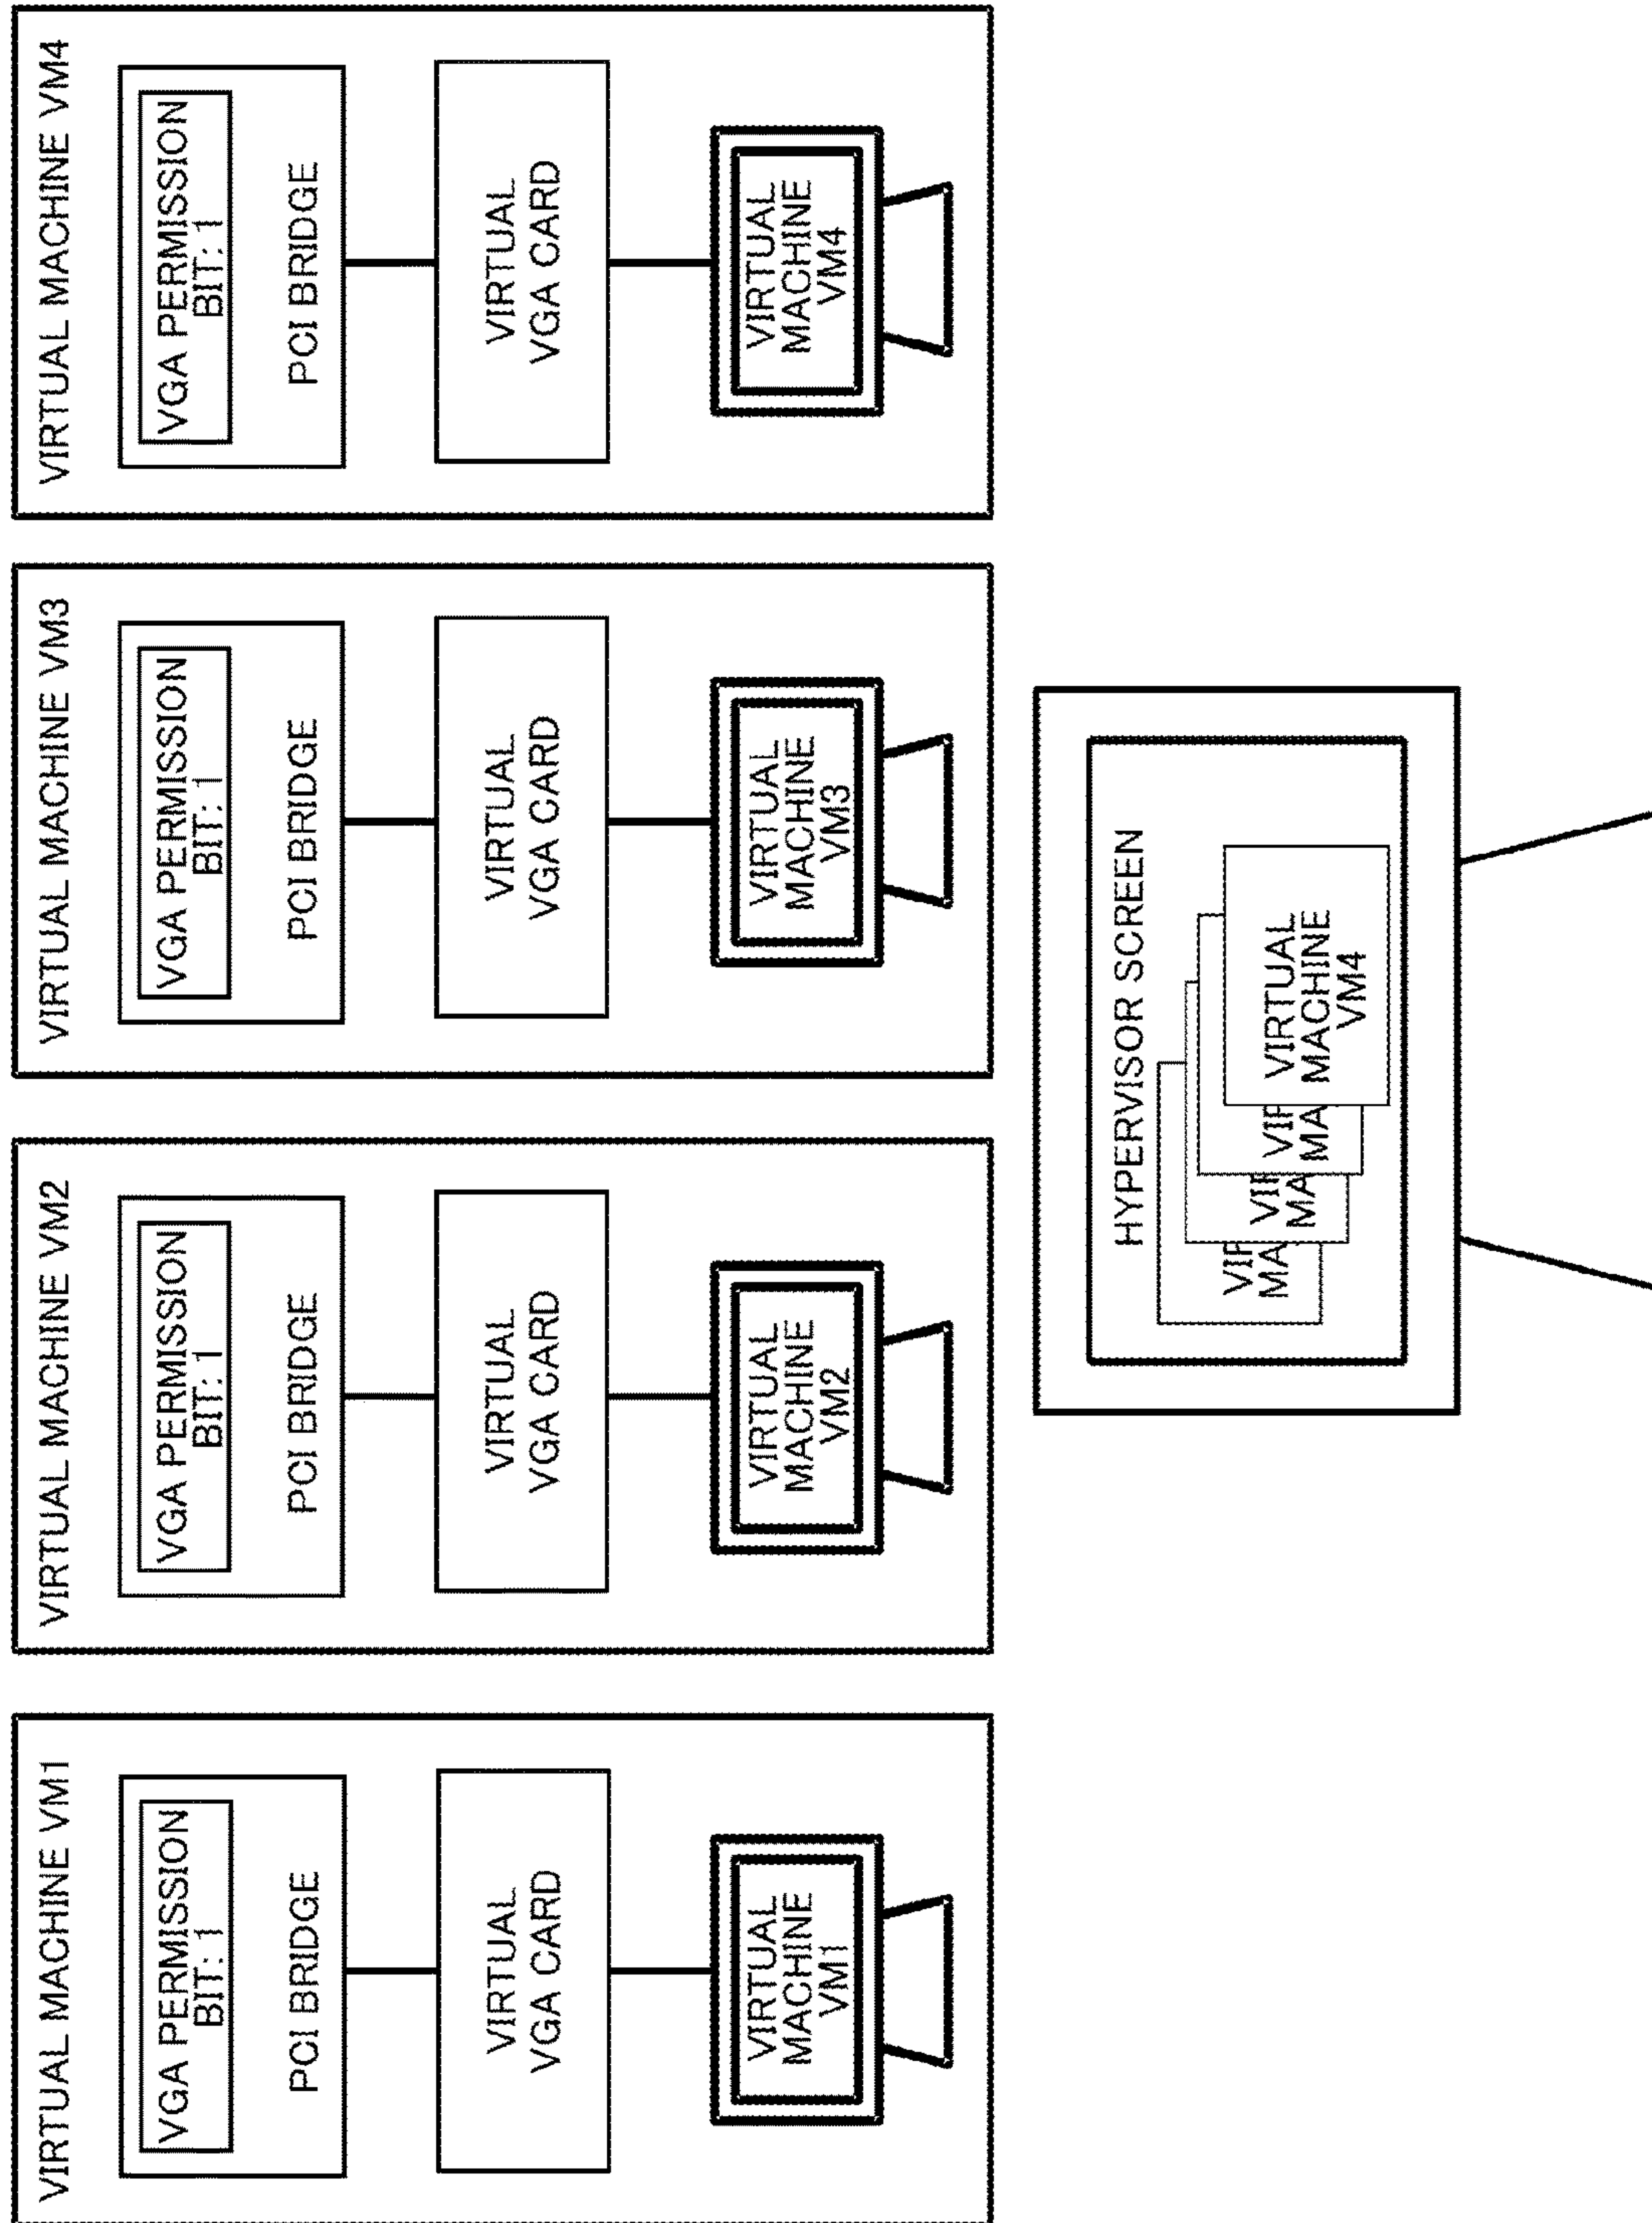 VIRTUAL MACHINE VM1
VGA PERMISSION
BIT: 1
PCI BRIDGE
VIRTUAL
VGA CARD
VIRTUAL
MACHINE
VM1
VIRTUAL MACHINE VM2
VGA PERMISSION
BIT: 1
PCI BRIDGE
VIRTUAL
VGA CARD
VIRTUAL
MACHINE
VM2
VIRTUAL MACHINE VM3
VGA PERMISSION
BIT: 1
PCI BRIDGE
VIRTUAL
VGA CARD
VIRTUAL
MACHINE
VM3
VIRTUAL MACHINE VM4
VGA PERMISSION
BIT: 1
PCI BRIDGE
VIRTUAL
VGA CARD
VIRTUAL
MACHINE
VM4
HYPERVISOR SCREEN
VIRTUAL
MACHINE
VM4